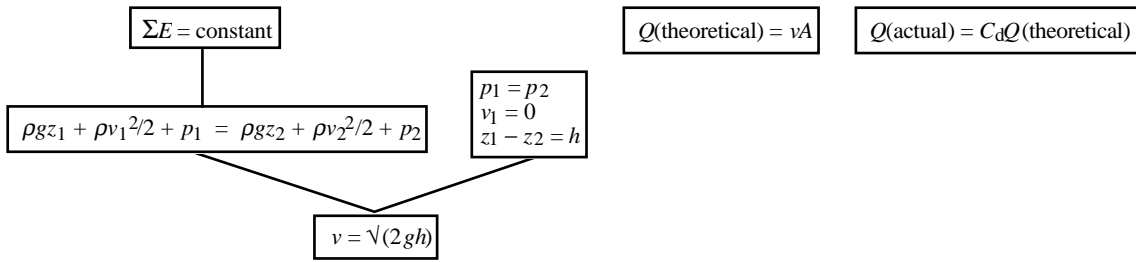 ΣE = constant
Q(theoretical) = vA
Q(actual) = C_dQ(theoretical)
p₁ = p₂
v₁ = 0
z₁ − z₂ = h
ρgz₁ + ρv₁²/2 + p₁ = ρgz₂ + ρv₂²/2 + p₂
v = √(2gh)